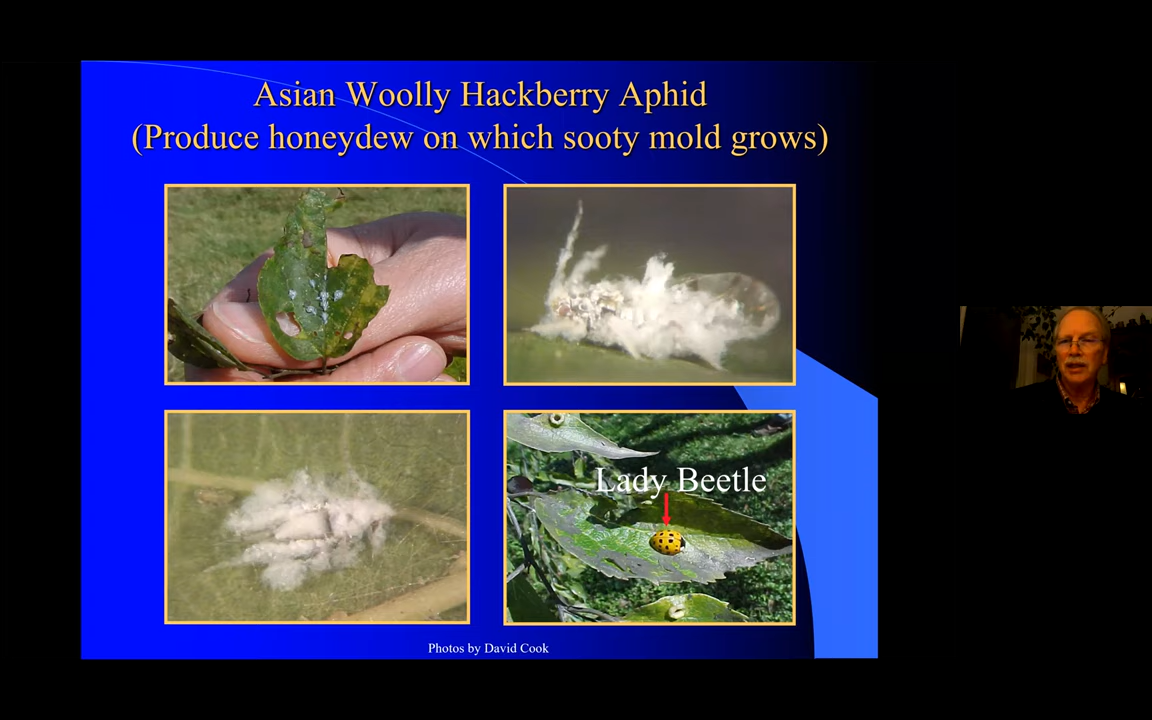 Asian Woolly Hackberry Aphid
(Produce honeydew on which sooty mold grows)
Lady Beetle
Photos by David Cook